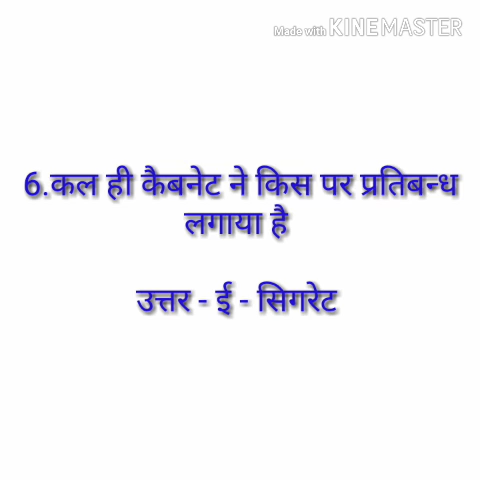 Made with KINEMASTER
6.कल ही कैबनेट ने किस पर प्रतिबन्ध
लगाया है
उत्तर - ई - सिगरेट